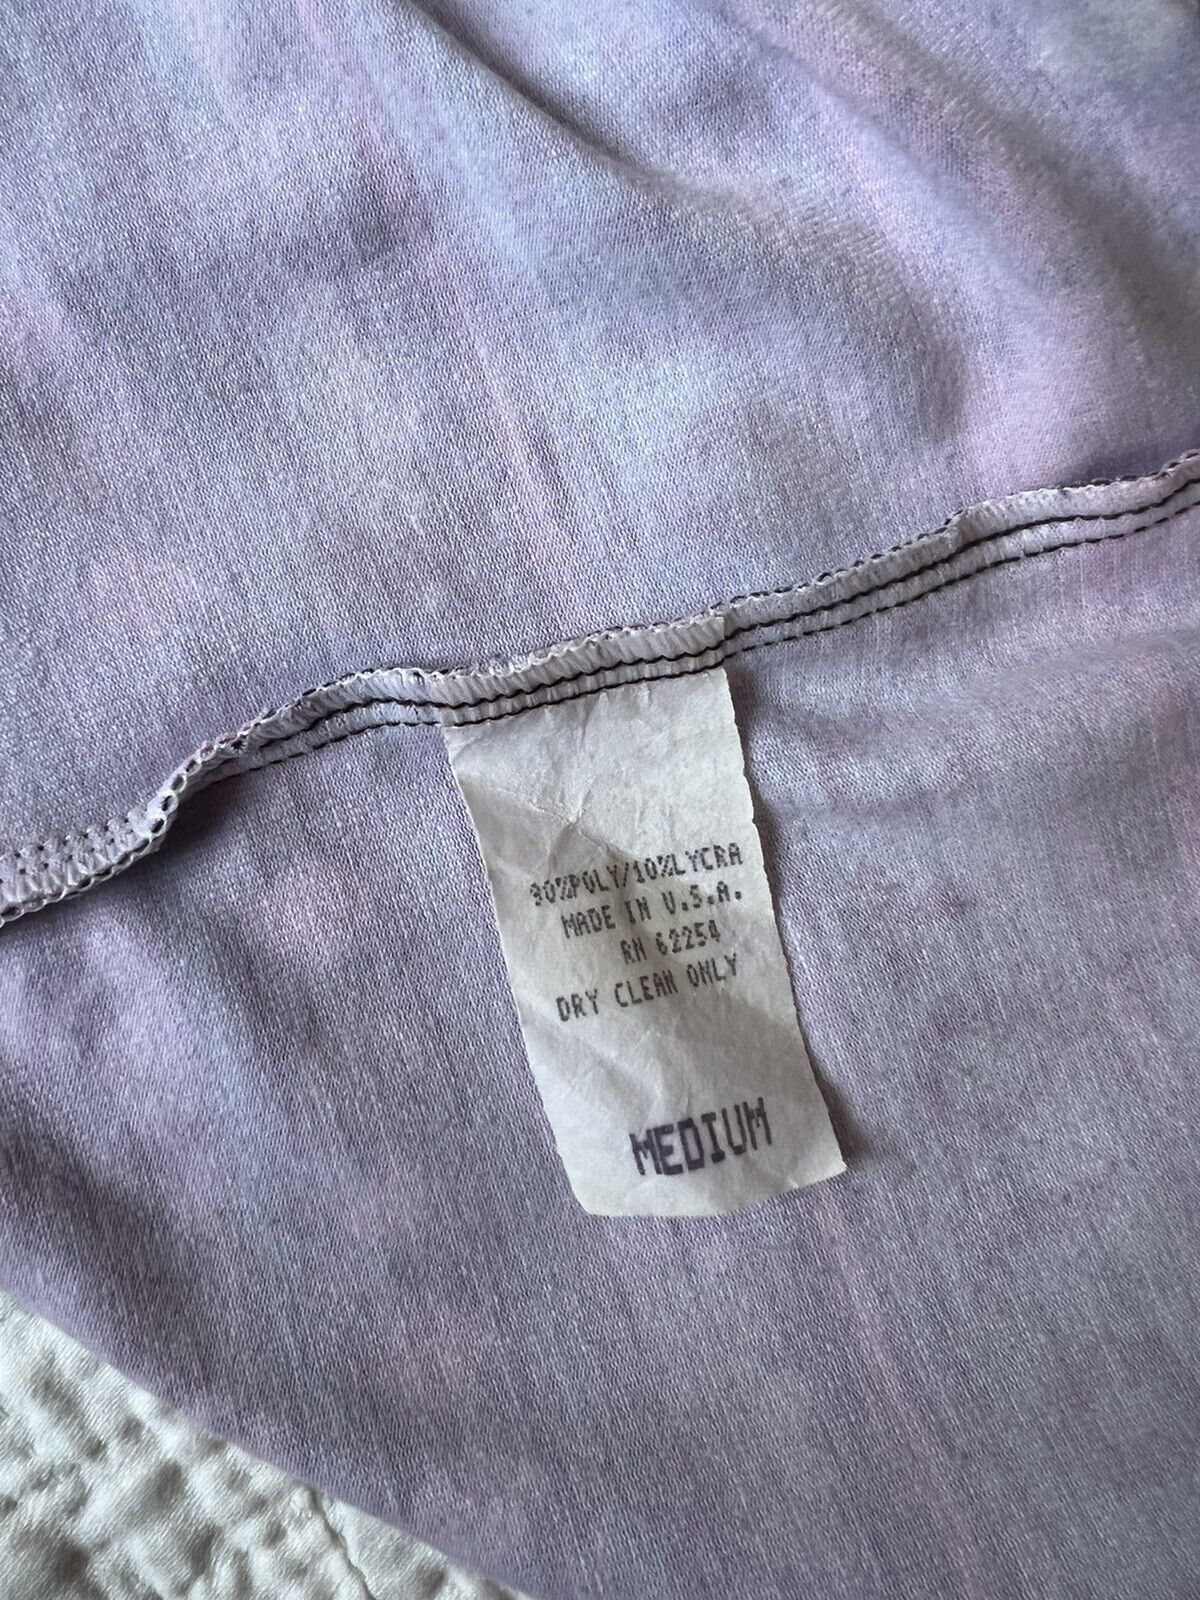 90%POLY/10%LYCRA
MADE IN U.S.A.
RN 62254
DRY CLEAN ONLY
MEDIUM